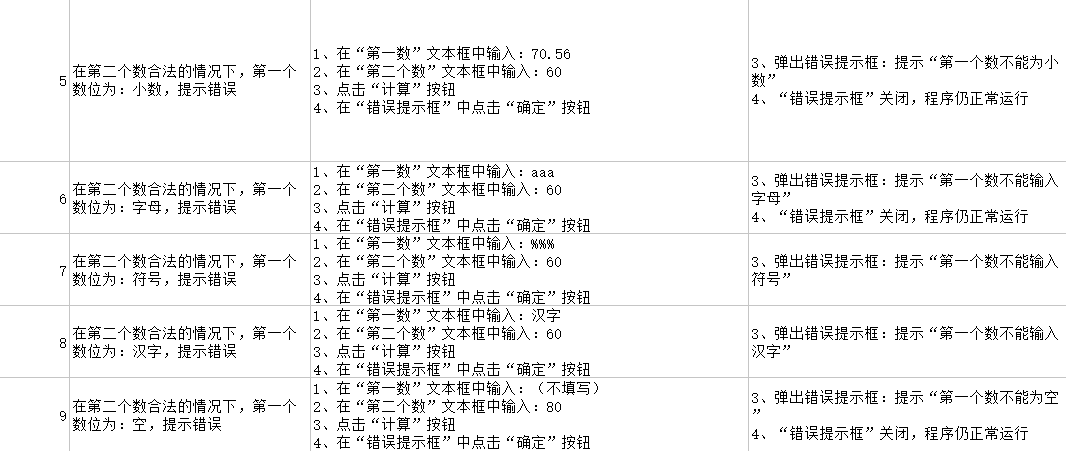 5
在第二个数合法的情况下，第一个
数位为：小数，提示错误
1、在“第一数”文本框中输入：70.56
2、在“第二个数”文本框中输入：60
3、点击“计算”按钮
4、在“错误提示框”中点击“确定”按钮
3、弹出错误提示框：提示“第一个数不能为小
数”
4、“错误提示框”关闭，程序仍正常运行
6
在第二个数合法的情况下，第一个
数位为：字母，提示错误
1、在“第一数”文本框中输入：aaa
2、在“第二个数”文本框中输入：60
3、点击“计算”按钮
4、在“错误提示框”中点击“确定”按钮
3、弹出错误提示框：提示“第一个数不能输入
字母”
4、“错误提示框”关闭，程序仍正常运行
7
在第二个数合法的情况下，第一个
数位为：符号，提示错误
1、在“第一数”文本框中输入：%%%
2、在“第二个数”文本框中输入：60
3、点击“计算”按钮
4、在“错误提示框”中点击“确定”按钮
3、弹出错误提示框：提示“第一个数不能输入
符号”
8
在第二个数合法的情况下，第一个
数位为：汉字，提示错误
1、在“第一数”文本框中输入：汉字
2、在“第二个数”文本框中输入：60
3、点击“计算”按钮
4、在“错误提示框”中点击“确定”按钮
3、弹出错误提示框：提示“第一个数不能输入
汉字”
9
在第二个数合法的情况下，第一个
数位为：空，提示错误
1、在“第一数”文本框中输入：（不填写）
2、在“第二个数”文本框中输入：80
3、点击“计算”按钮
4、在“错误提示框”中点击“确定”按钮
3、弹出错误提示框：提示“第一个数不能为空
”
4、“错误提示框”关闭，程序仍正常运行